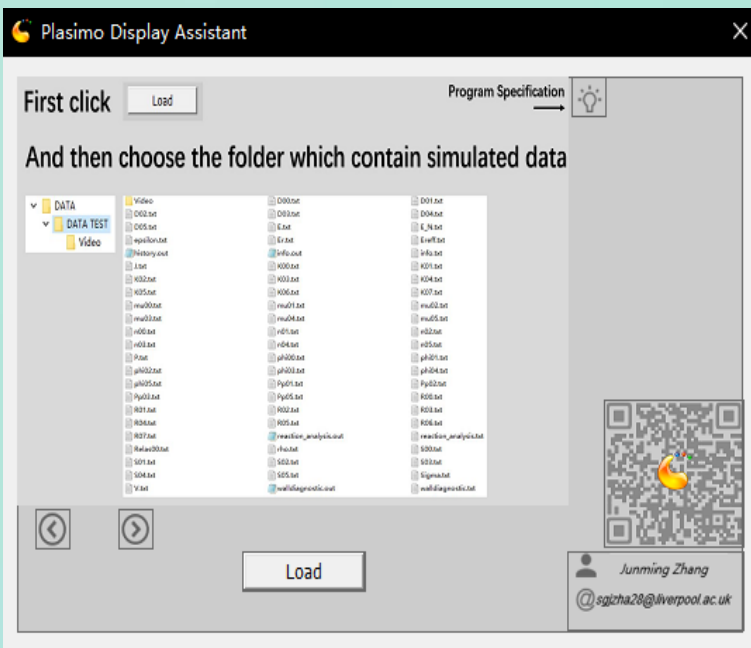 Plasimo Display Assistant
First click Load
Program Specification
And then choose the folder which contain simulated data
DATA
DATA TEST
Video
Video D00.txt D01.txt
D02.txt D03.txt D04.txt
D05.txt E.txt E_N.txt
epsilon.txt Er.txt Ereff.txt
history.out info.out info.txt
J.txt K00.txt K01.txt
K02.txt K03.txt K04.txt
K05.txt K06.txt K07.txt
mu00.txt mu01.txt mu02.txt
mu03.txt mu04.txt mu05.txt
n00.txt n01.txt n02.txt
n03.txt n04.txt n05.txt
P.txt phi00.txt phi01.txt
phi02.txt phi03.txt phi04.txt
phi05.txt Pp01.txt Pp02.txt
Pp03.txt Pp05.txt R00.txt
R01.txt R02.txt R03.txt
R04.txt R05.txt R06.txt
R07.txt reaction_analysis.out reaction_analysis.txt
Relax00.txt rho.txt S00.txt
S01.txt S02.txt S03.txt
S04.txt S05.txt Sigma.txt
V.txt walldiagnostic.out walldiagnostic.txt
Load
Junming Zhang
@sgjzha28@liverpool.ac.uk